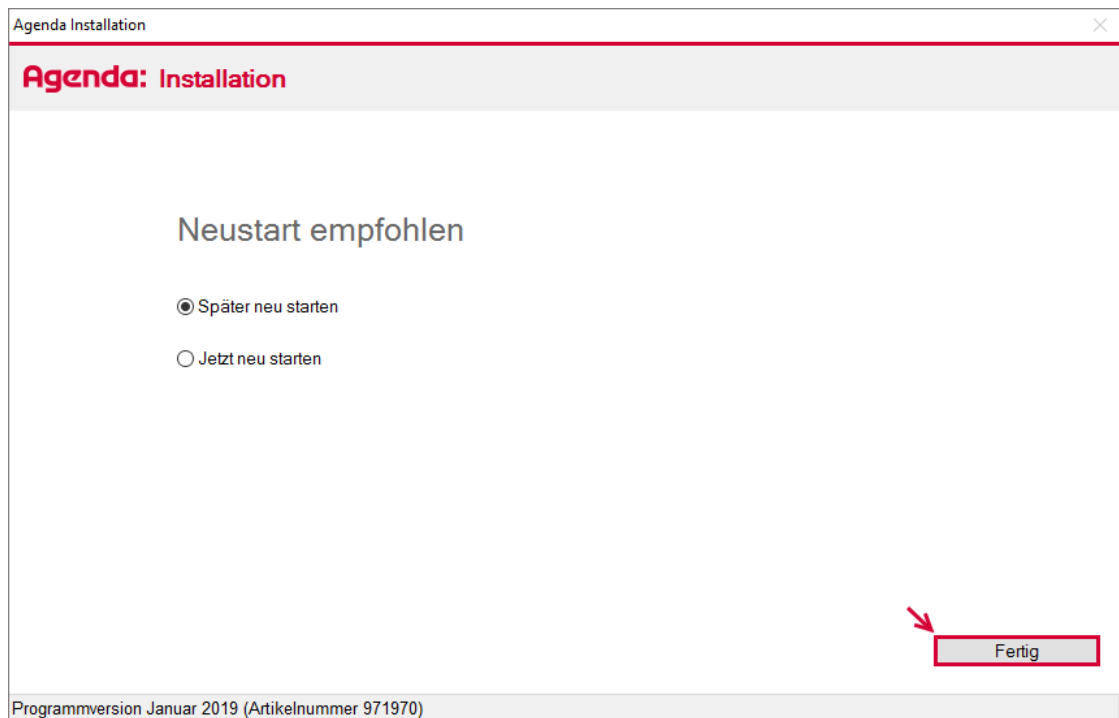 Agenda Installation
Agenda: Installation
Neustart empfohlen
Später neu starten
Jetzt neu starten
Fertig
Programmversion Januar 2019 (Artikelnummer 971970)